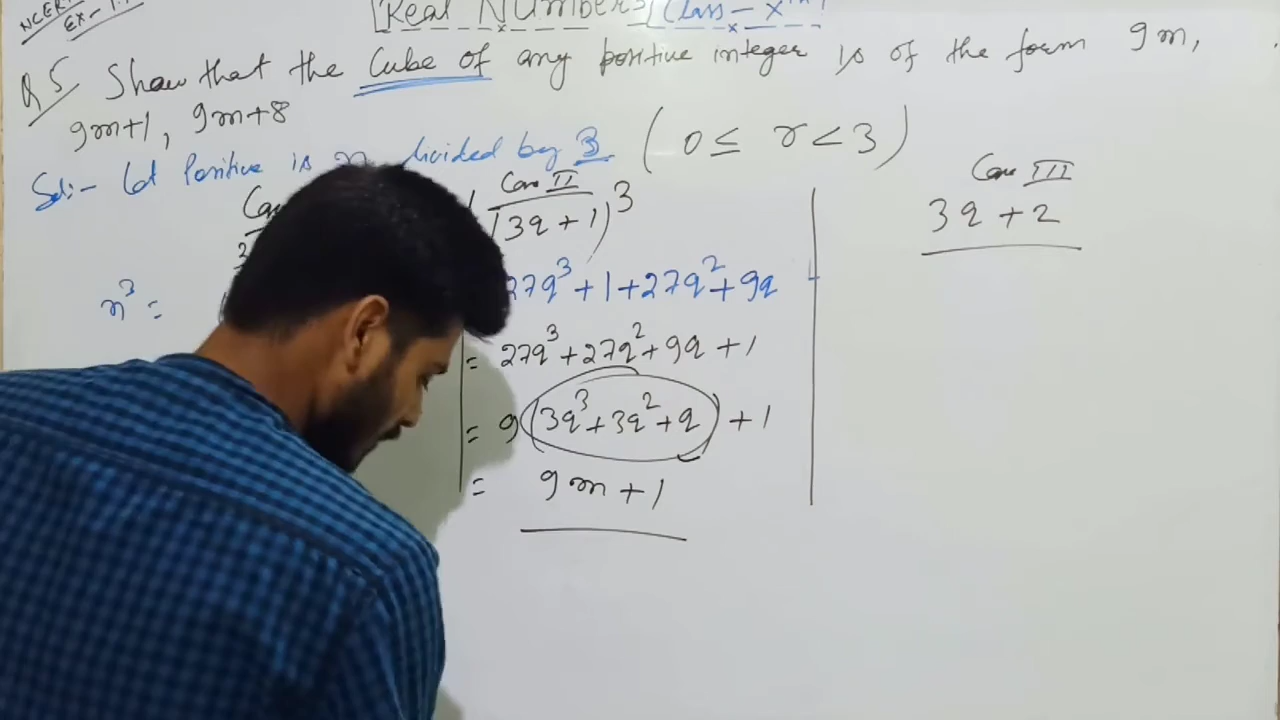 NCERT
EX-1.1
Real Numbers Class - Xth
Q5 Show that the Cube of any positive integer is of the form 9m,
9m+1, 9m+8
Sol:- Let Positive is n divided by 3 (0 ≤ r < 3)
Case II
(3q + 1)³
27q³ + 1 + 27q² + 9q
= 27q³ + 27q² + 9q + 1
= 9(3q³ + 3q² + q) + 1
= 9m + 1
n³ =
Case III
3q + 2